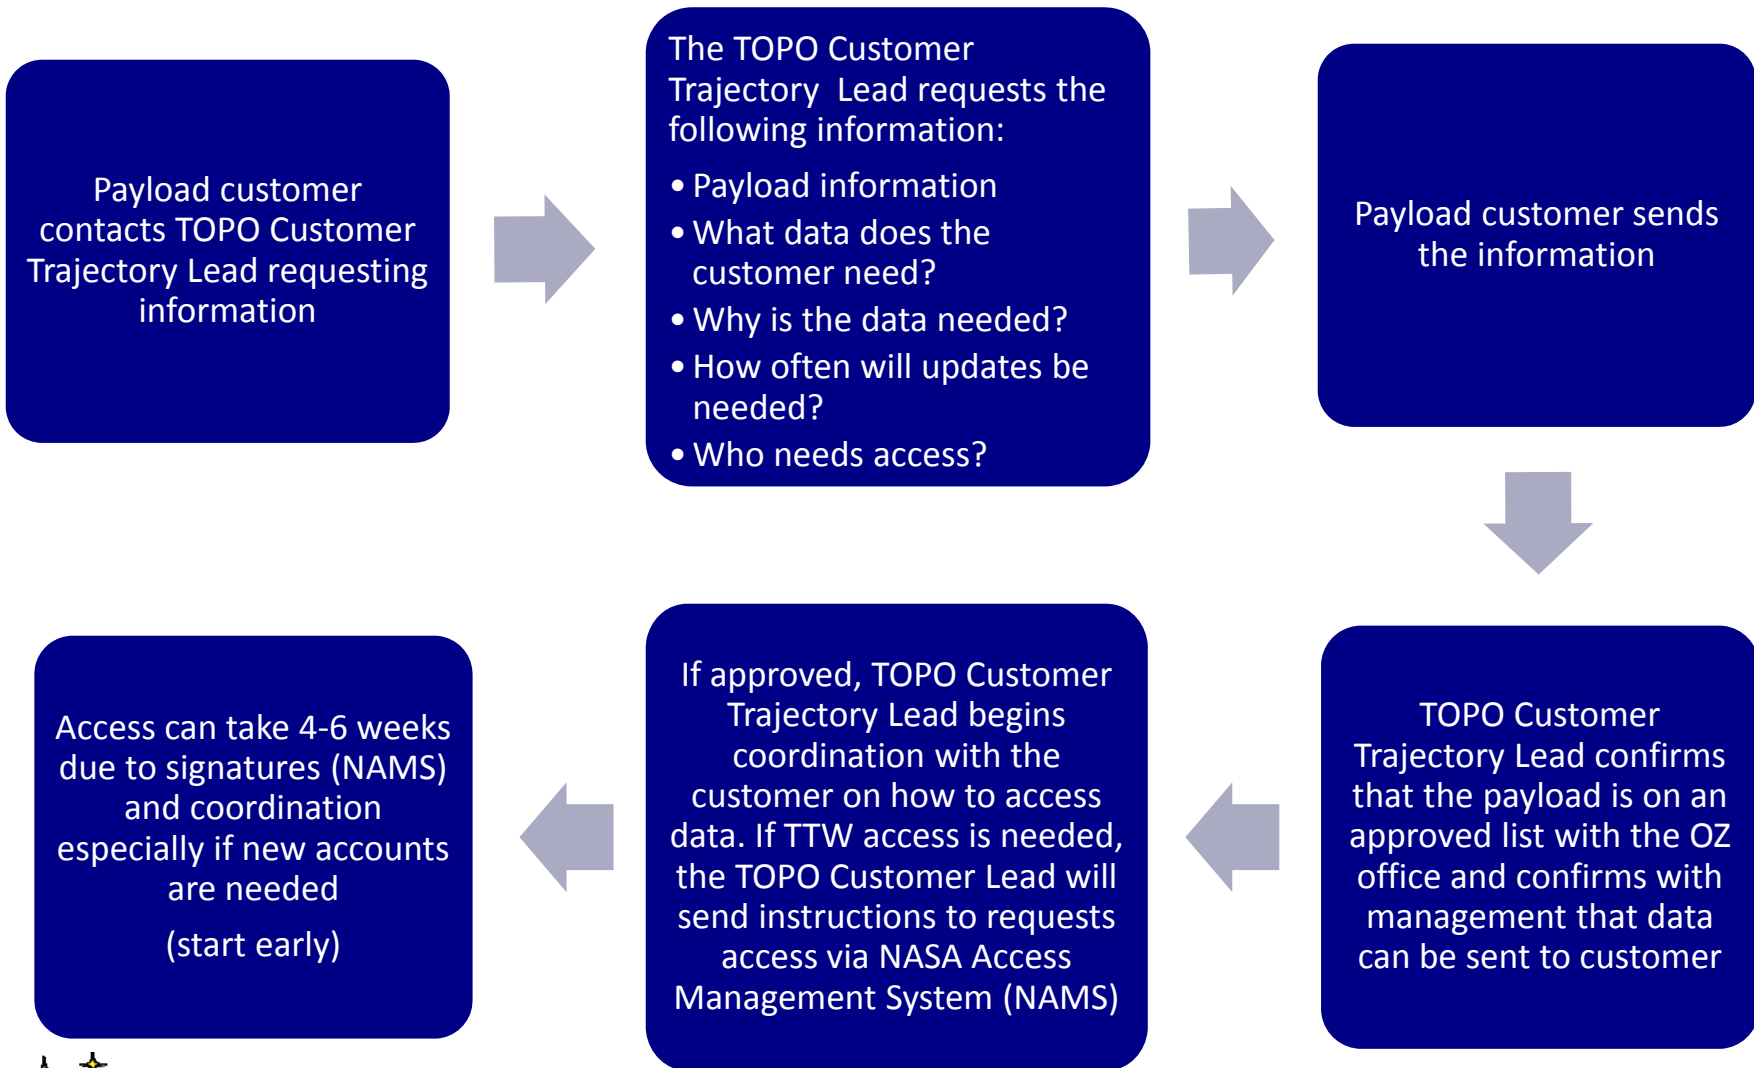 Payload customer
contacts TOPO Customer
Trajectory Lead requesting
information
The TOPO Customer
Trajectory  Lead requests the
following information:
• Payload information
• What data does the
customer need?
• Why is the data needed?
• How often will updates be
needed?
• Who needs access?
Payload customer sends
the information
TOPO Customer
Trajectory Lead confirms
that the payload is on an
approved list with the OZ
office and confirms with
management that data
can be sent to customer
If approved, TOPO Customer
Trajectory Lead begins
coordination with the
customer on how to access
data. If TTW access is needed,
the TOPO Customer Lead will
send instructions to requests
access via NASA Access
Management System (NAMS)
Access can take 4-6 weeks
due to signatures (NAMS)
and coordination
especially if new accounts
are needed
(start early)